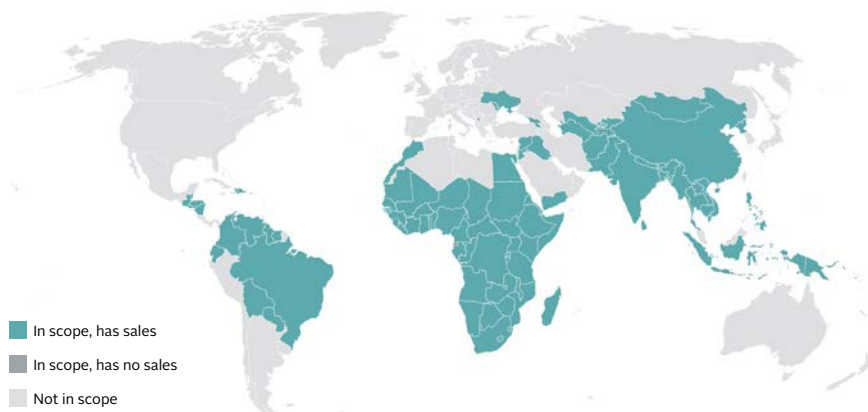 In scope, has sales
In scope, has no sales
Not in scope